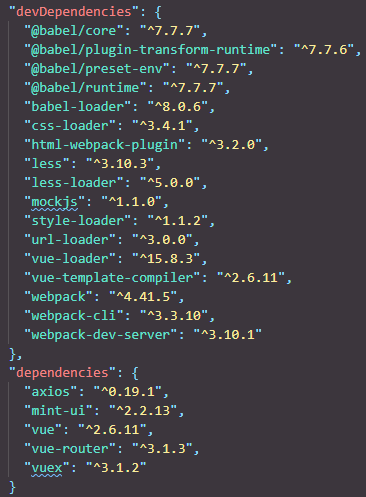 "devDependencies": {
"@babel/core": "^7.7.7",
"@babel/plugin-transform-runtime": "^7.7.6",
"@babel/preset-env": "^7.7.7",
"@babel/runtime": "^7.7.7",
"babel-loader": "^8.0.6",
"css-loader": "^3.4.1",
"html-webpack-plugin": "^3.2.0",
"less": "^3.10.3",
"less-loader": "^5.0.0",
"mockjs": "^1.1.0",
"style-loader": "^1.1.2",
"url-loader": "^3.0.0",
"vue-loader": "^15.8.3",
"vue-template-compiler": "^2.6.11",
"webpack": "^4.41.5",
"webpack-cli": "^3.3.10",
"webpack-dev-server": "^3.10.1"
},
"dependencies": {
"axios": "^0.19.1",
"mint-ui": "^2.2.13",
"vue": "^2.6.11",
"vue-router": "^3.1.3",
"vuex": "^3.1.2"
}